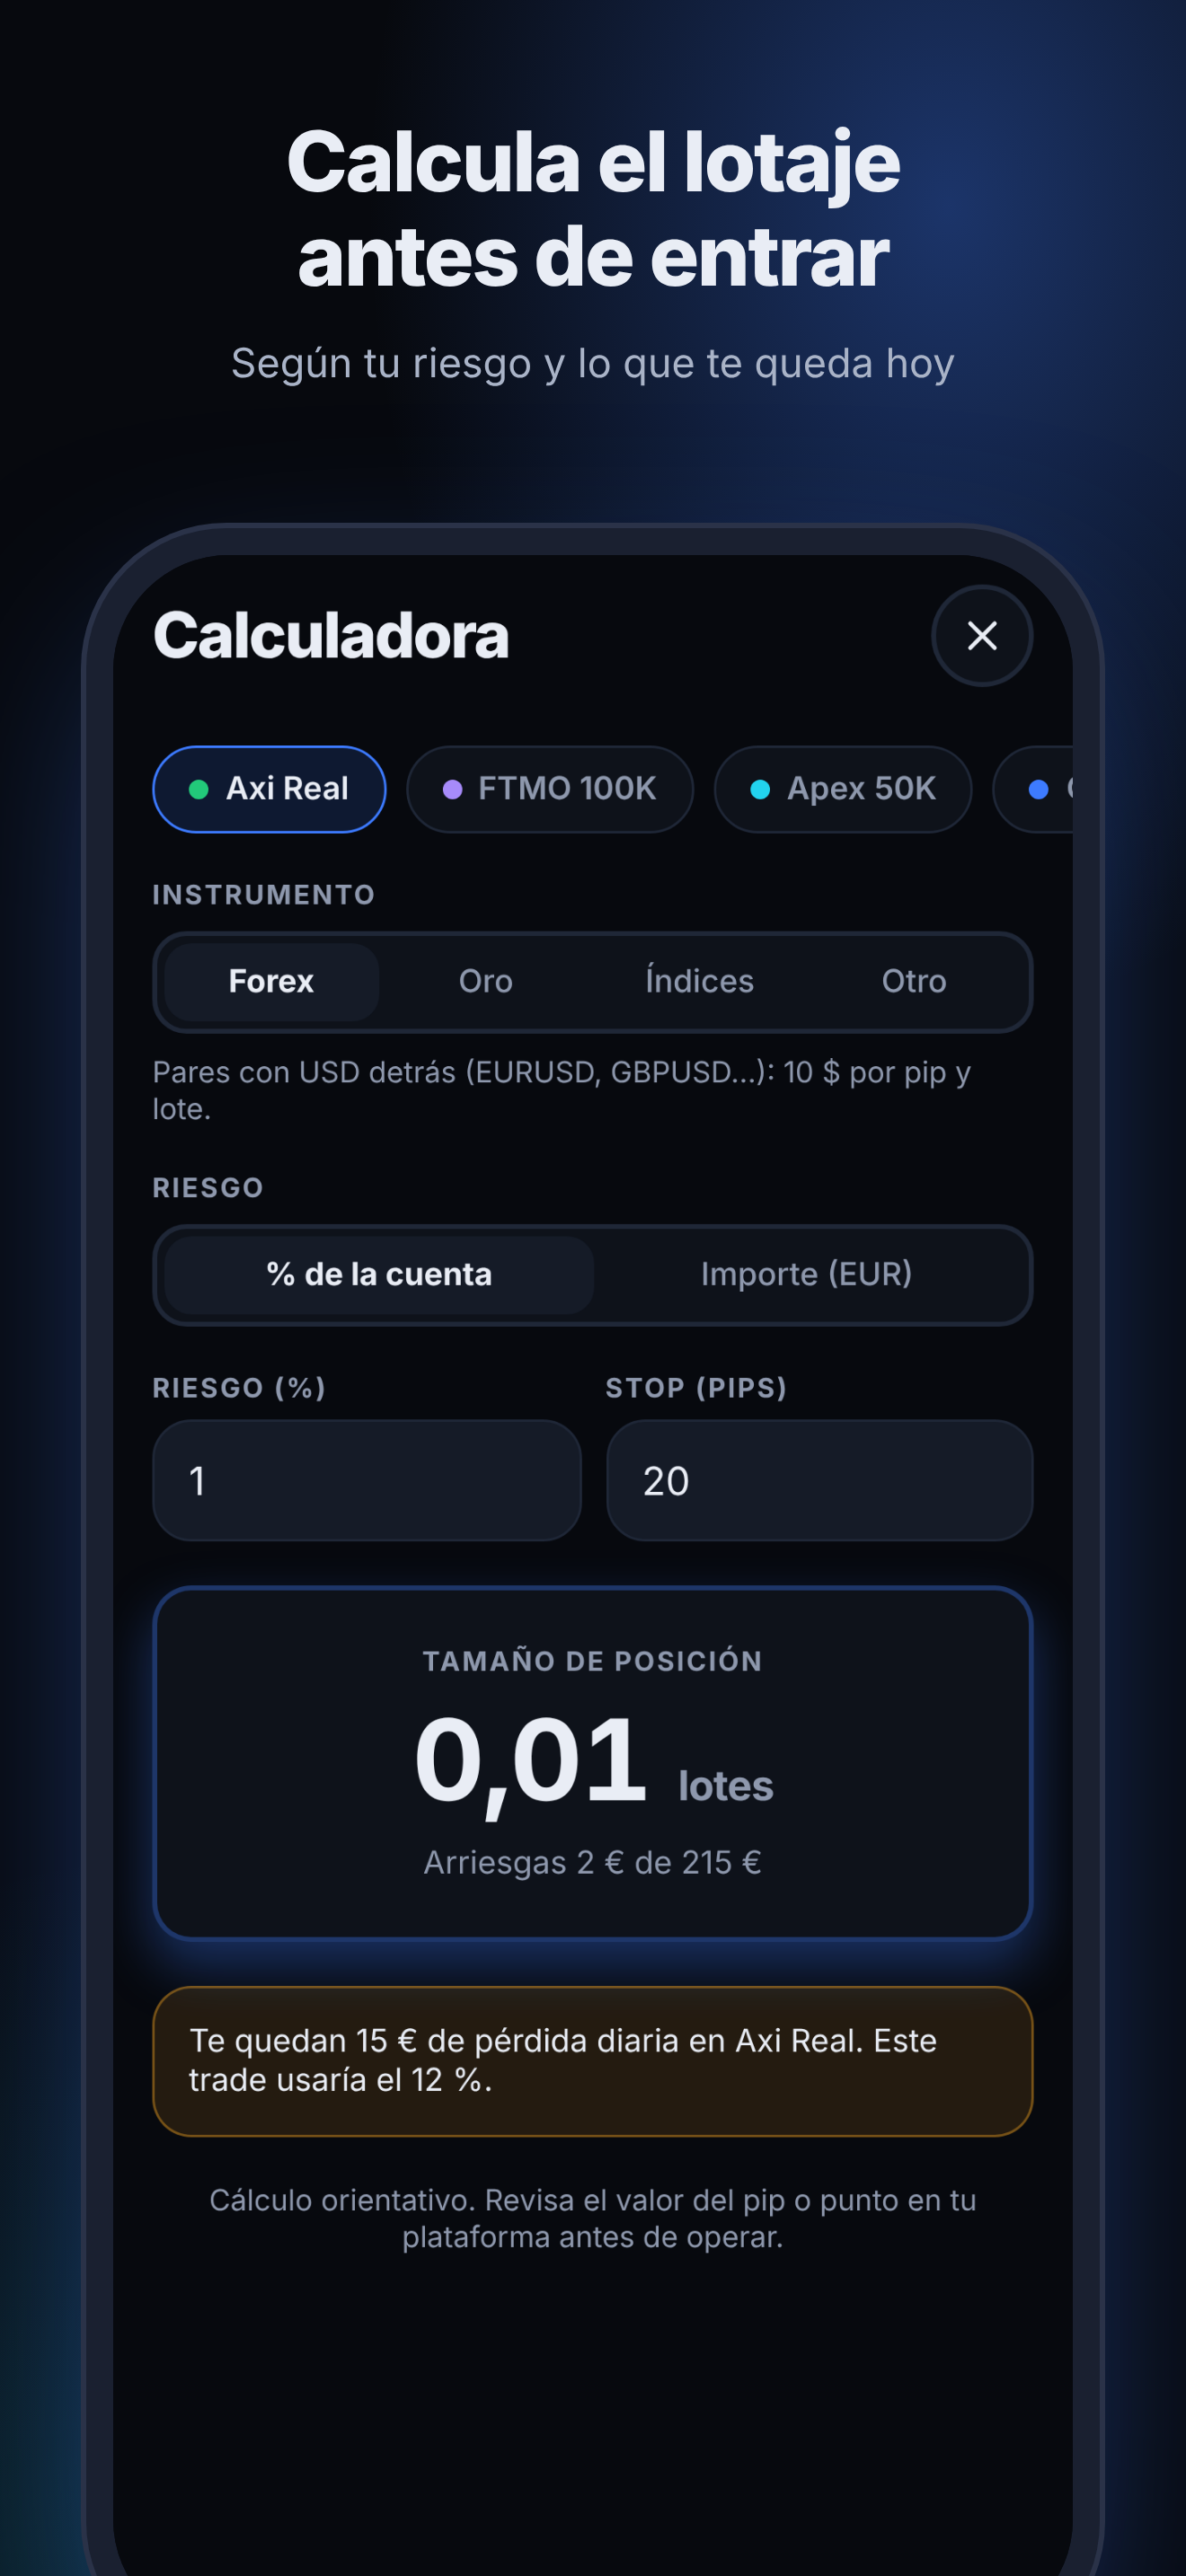 Calcula el lotaje
antes de entrar
Según tu riesgo y lo que te queda hoy
Calculadora
Axi Real
FTMO 100K
Apex 50K
INSTRUMENTO
Forex
Oro
Índices
Otro
Pares con USD detrás (EURUSD, GBPUSD...): 10 $ por pip y
lote.
RIESGO
% de la cuenta
Importe (EUR)
RIESGO (%)
STOP (PIPS)
1
20
TAMAÑO DE POSICIÓN
0,01 lotes
Arriesgas 2 € de 215 €
Te quedan 15 € de pérdida diaria en Axi Real. Este
trade usaría el 12 %.
Cálculo orientativo. Revisa el valor del pip o punto en tu
plataforma antes de operar.